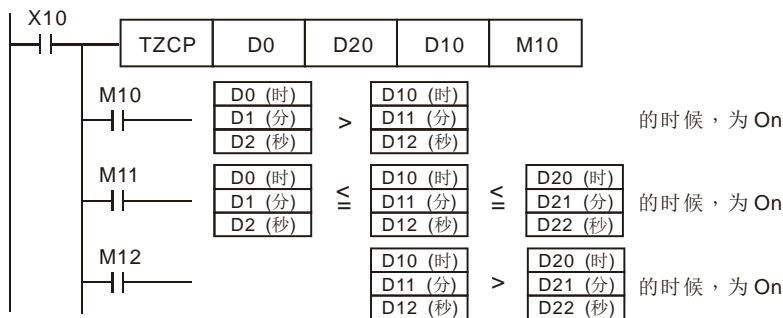 X10
TZCP D0 D20 D10 M10
M10
D0 (时) D10 (时)
D1 (分) > D11 (分) 的时候，为 On
D2 (秒) D12 (秒)
M11
D0 (时) D10 (时) D20 (时)
D1 (分) ≦ D11 (分) ≦ D21 (分) 的时候，为 On
D2 (秒) D12 (秒) D22 (秒)
M12
D10 (时) D20 (时)
D11 (分) > D21 (分) 的时候，为 On
D12 (秒) D22 (秒)